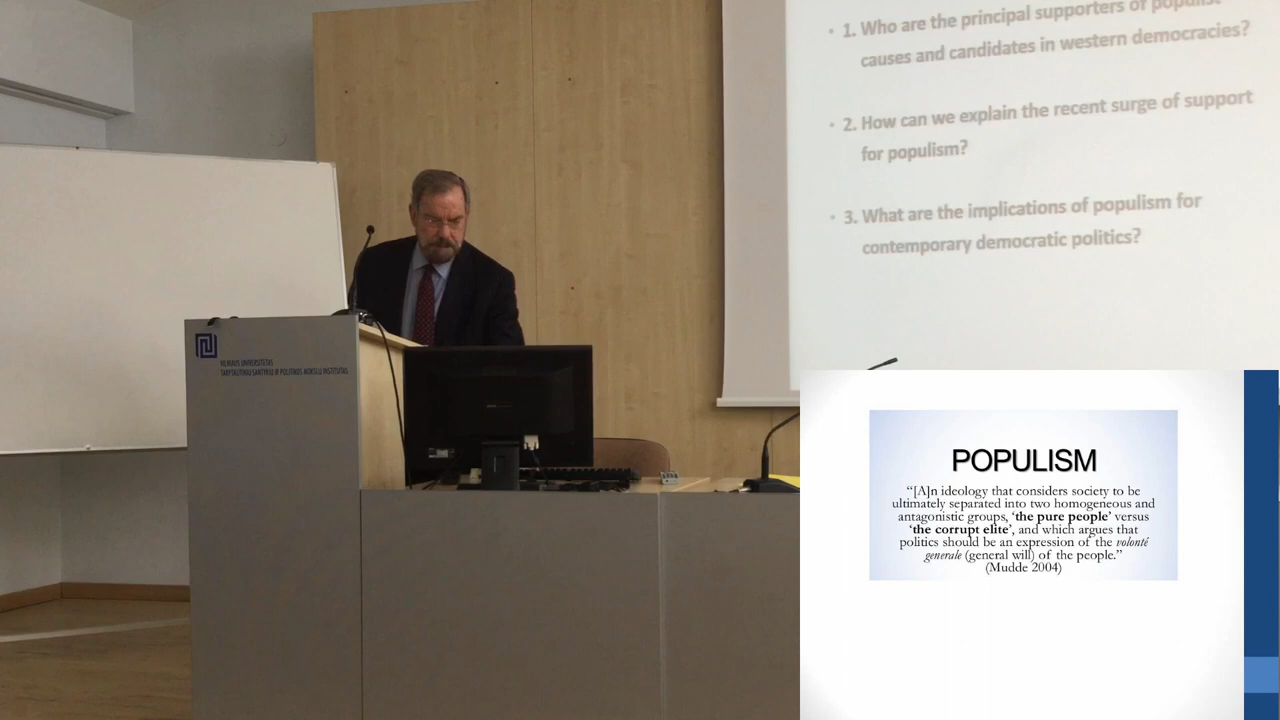 • 1. Who are the principal supporters of populist
causes and candidates in western democracies?
• 2. How can we explain the recent surge of support
for populism?
• 3. What are the implications of populism for
contemporary democratic politics?
VILNIAUS UNIVERSITETAS
TARPTAUTINIŲ SANTYKIŲ IR POLITIKOS MOKSLŲ INSTITUTAS
POPULISM
“[A]n ideology that considers society to be
ultimately separated into two homogeneous and
antagonistic groups, ‘the pure people’ versus
‘the corrupt elite’, and which argues that
politics should be an expression of the volonté
generale (general will) of the people.”
(Mudde 2004)